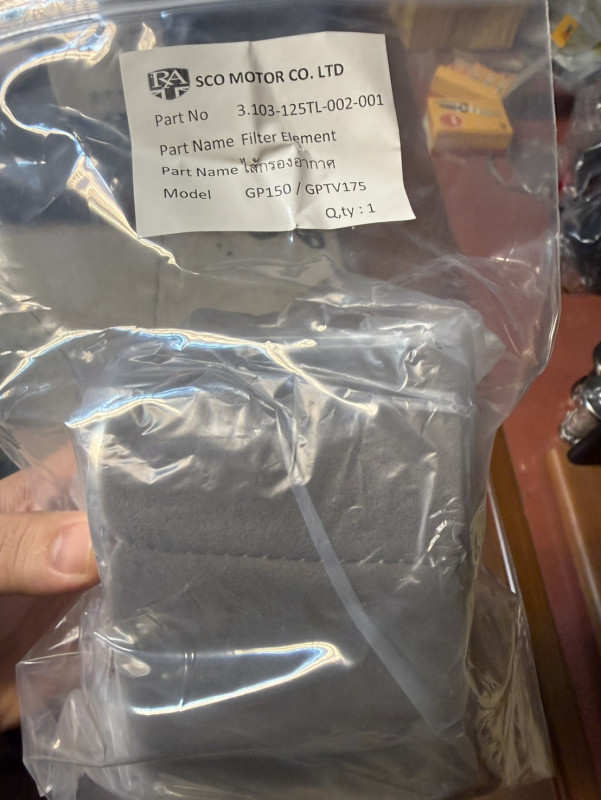 RA SCO MOTOR CO. LTD
Part No 3.103-125TL-002-001
Part Name Filter Element
Part Name ไส้กรองอากาศ
Model GP150 / GPTV175
Q,ty : 1